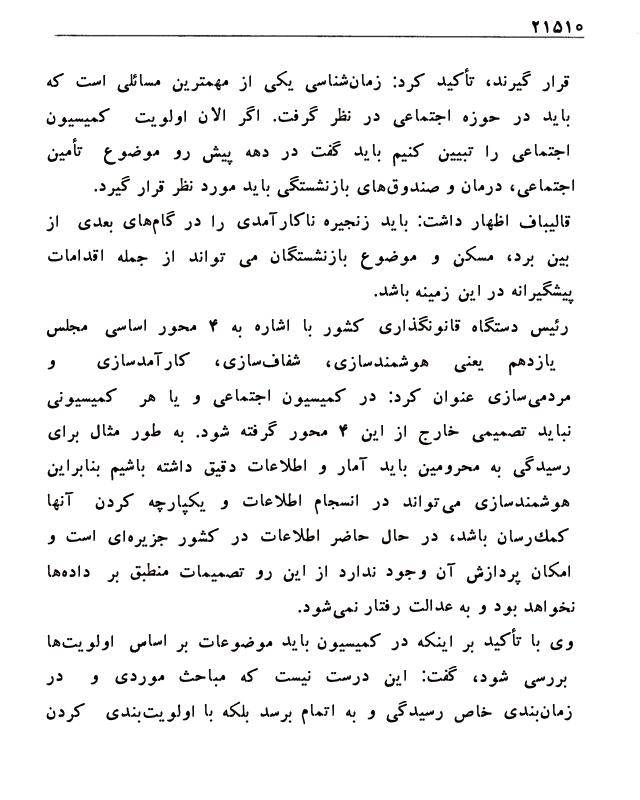 ۲۱۵۱۰
قرار گیرند، تأکید کرد: زمان‌شناسی یکی از مهمترین مسائلی است که
باید در حوزه اجتماعی در نظر گرفت. اگر الان اولویت کمیسیون
اجتماعی را تبیین کنیم باید گفت در دهه پیش رو موضوع تأمین
اجتماعی، درمان و صندوق‌های بازنشستگی باید مورد نظر قرار گیرد.
قالیباف اظهار داشت: باید زنجیره ناکارآمدی را در گام‌های بعدی از
بین برد، مسکن و موضوع بازنشستگان می تواند از جمله اقدامات
پیشگیرانه در این زمینه باشد.
رئیس دستگاه قانونگذاری کشور با اشاره به ۴ محور اساسی مجلس
یازدهم یعنی هوشمندسازی، شفاف‌سازی، کارآمدسازی و
مردمی‌سازی عنوان کرد: در کمیسیون اجتماعی و یا هر کمیسیونی
نباید تصمیمی خارج از این ۴ محور گرفته شود. به طور مثال برای
رسیدگی به محرومین باید آمار و اطلاعات دقیق داشته باشیم بنابراین
هوشمندسازی می‌تواند در انسجام اطلاعات و یکپارچه کردن آنها
کمك‌رسان باشد، در حال حاضر اطلاعات در کشور جزیره‌ای است و
امکان پردازش آن وجود ندارد از این رو تصمیمات منطبق بر داده‌ها
نخواهد بود و به عدالت رفتار نمی‌شود.
وی با تأکید بر اینکه در کمیسیون باید موضوعات بر اساس اولویت‌ها
بررسی شود، گفت: این درست نیست که مباحث موردی و در
زمان‌بندی خاص رسیدگی و به اتمام برسد بلکه با اولویت‌بندی کردن